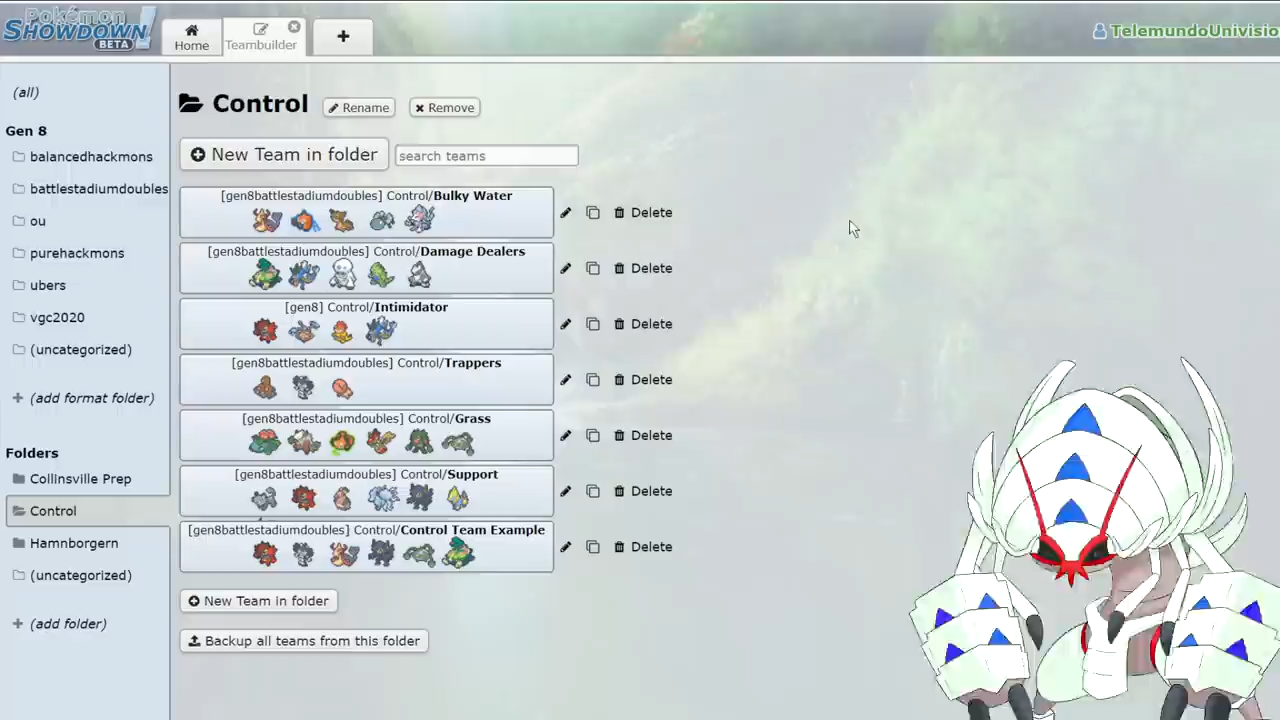 Pokémon
SHOWDOWN!
BETA
Home
Teambuilder
TelemundoUnivisio
(all)
Gen 8
balancedhackmons
battlestadiumdoubles
ou
purehackmons
ubers
vgc2020
(uncategorized)
(add format folder)
Folders
Collinsville Prep
Control
Hamnborgern
(uncategorized)
(add folder)
Control Rename Remove
New Team in folder search teams
[gen8battlestadiumdoubles] Control/Bulky Water
Delete
[gen8battlestadiumdoubles] Control/Damage Dealers
Delete
[gen8] Control/Intimidator
Delete
[gen8battlestadiumdoubles] Control/Trappers
Delete
[gen8battlestadiumdoubles] Control/Grass
Delete
[gen8battlestadiumdoubles] Control/Support
Delete
[gen8battlestadiumdoubles] Control/Control Team Example
Delete
New Team in folder
Backup all teams from this folder